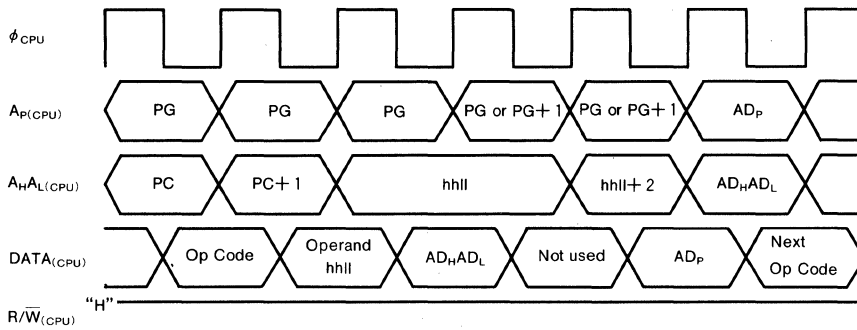 ϕCPU
AP(CPU) PG PG PG PG or PG+1 PG or PG+1 ADP
AHAL(CPU) PC PC+1 hhll hhll+2 ADHADL
DATA(CPU) Op Code Operand hhll ADHADL Not used ADP Next Op Code
R/W̅(CPU) “H”